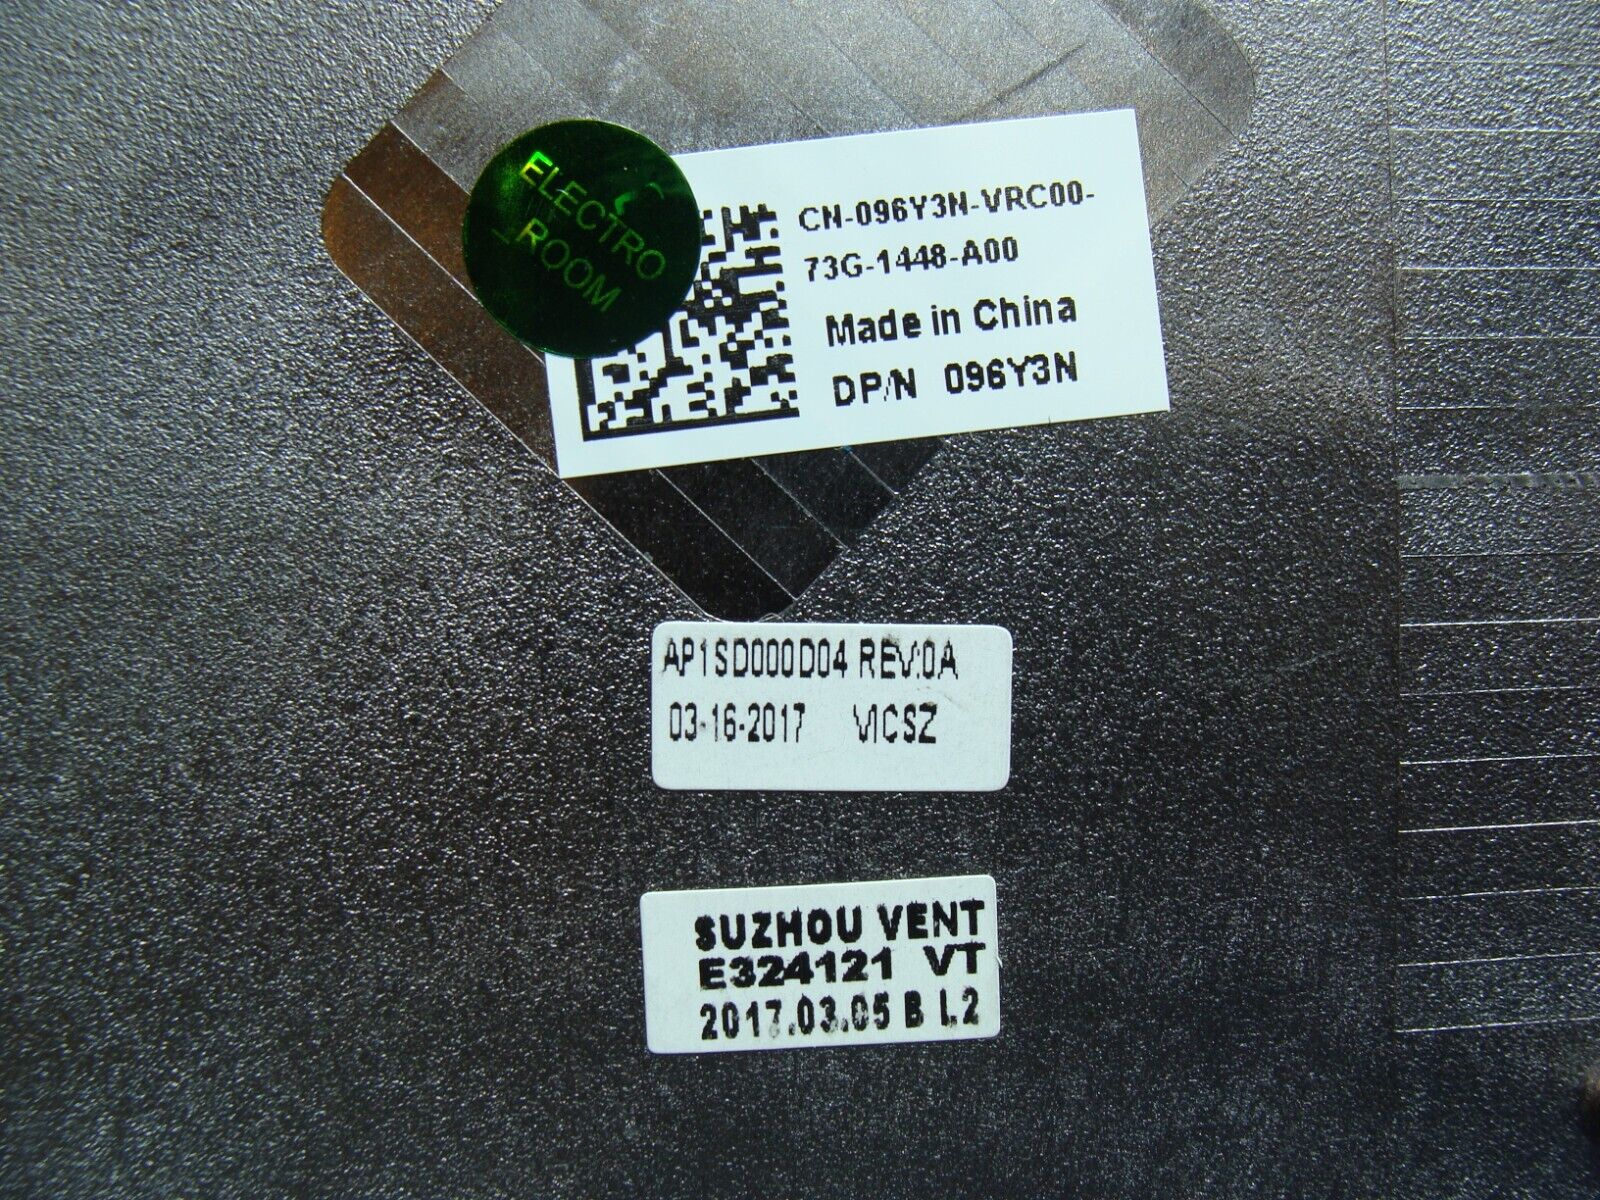 ELECTRO
ROOM
CN-096Y3N-VRC00-
73G-1448-A00
Made in China
DP/N 096Y3N
AP1SD000D04 REV:0A
03-16-2017 VICSZ
SUZHOU VENT
E324121 VT
2017.03.05 B I.2